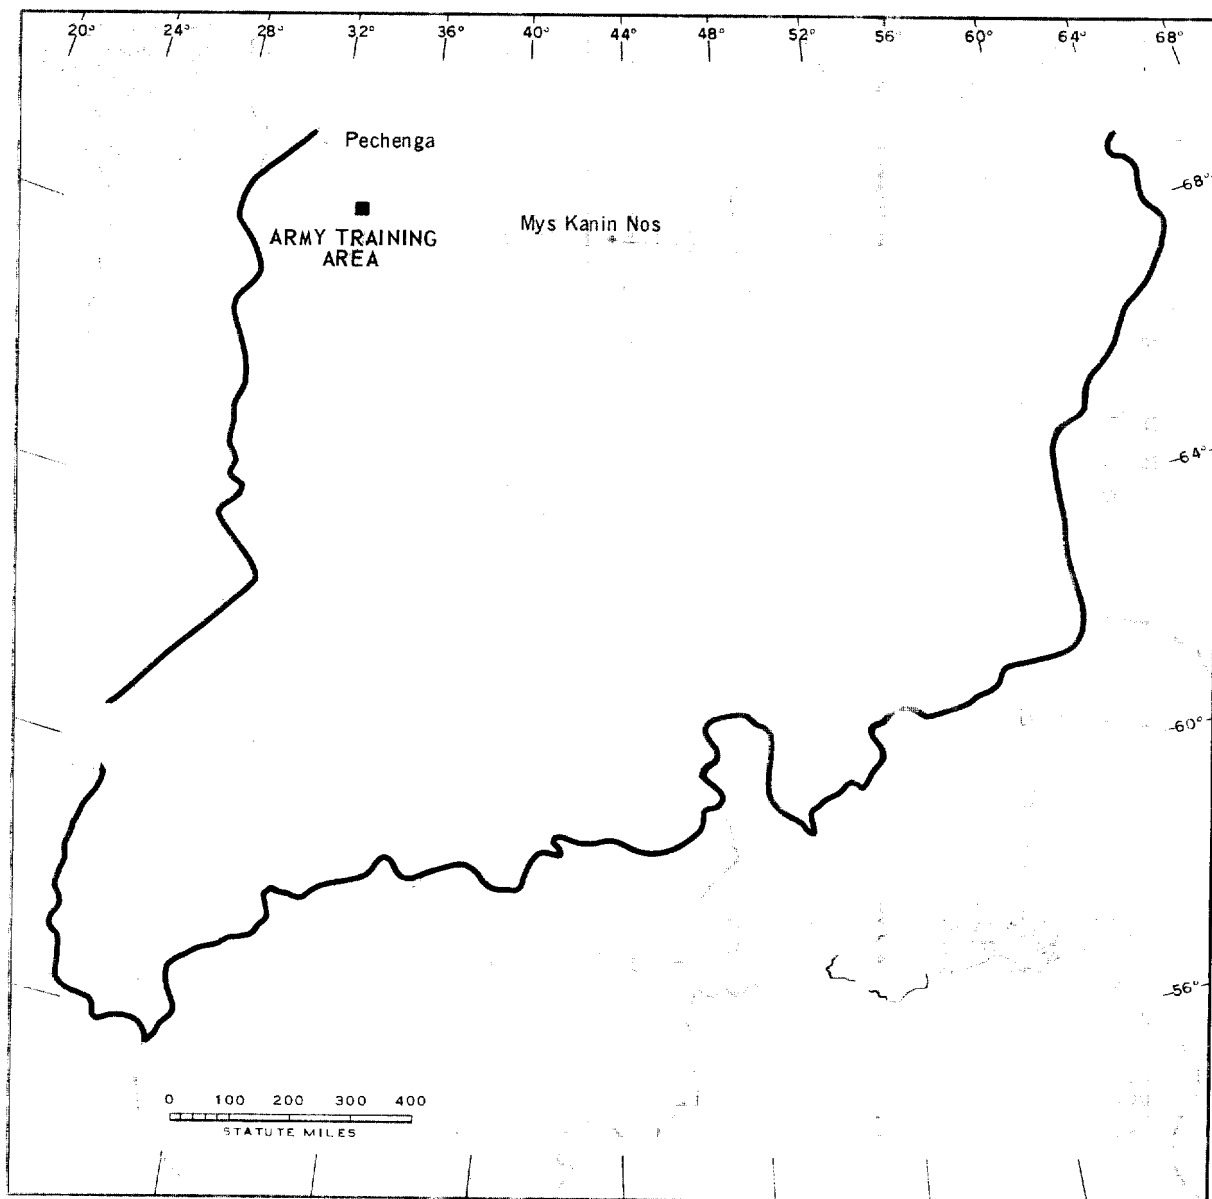 20° 24° 28° 32° 36° 40° 44° 48° 52° 56° 60° 64° 68°
Pechenga
68°
Mys Kanin Nos
ARMY TRAINING
AREA
64°
60°
56°
0 100 200 300 400
STATUTE MILES